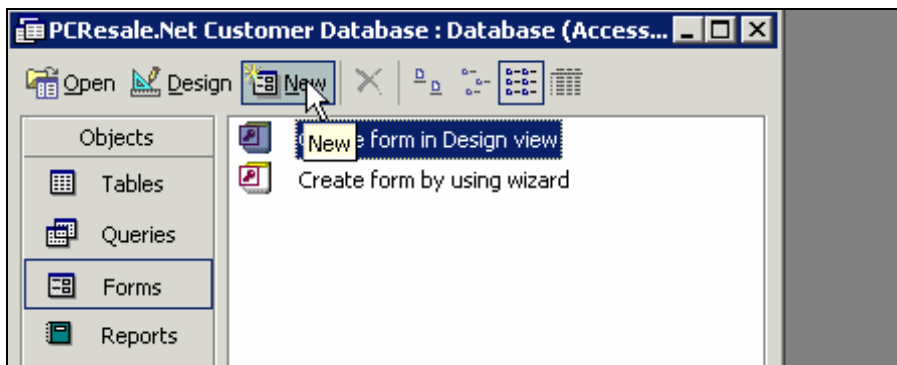 PCResale.Net Customer Database : Database (Access...
Open Design New
Objects
New e form in Design view
Tables
Create form by using wizard
Queries
Forms
Reports